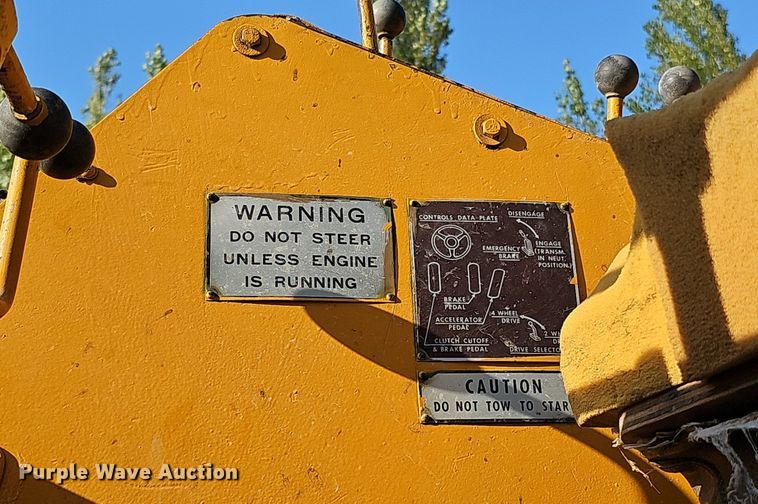 WARNING
DO NOT STEER
UNLESS ENGINE
IS RUNNING
CONTROLS DATA PLATE
DISENGAGE
EMERGENCY
BRAKE
ENGAGE
(TRANSM.
IN NEUT.
POSITION.)
BRAKE
PEDAL
ACCELERATOR
PEDAL
4 WHEEL
DRIVE
2
CLUTCH CUTOFF
& BRAKE PEDAL
DRIVE
CAUTION
DO NOT TOW TO
Purple Wave Auction